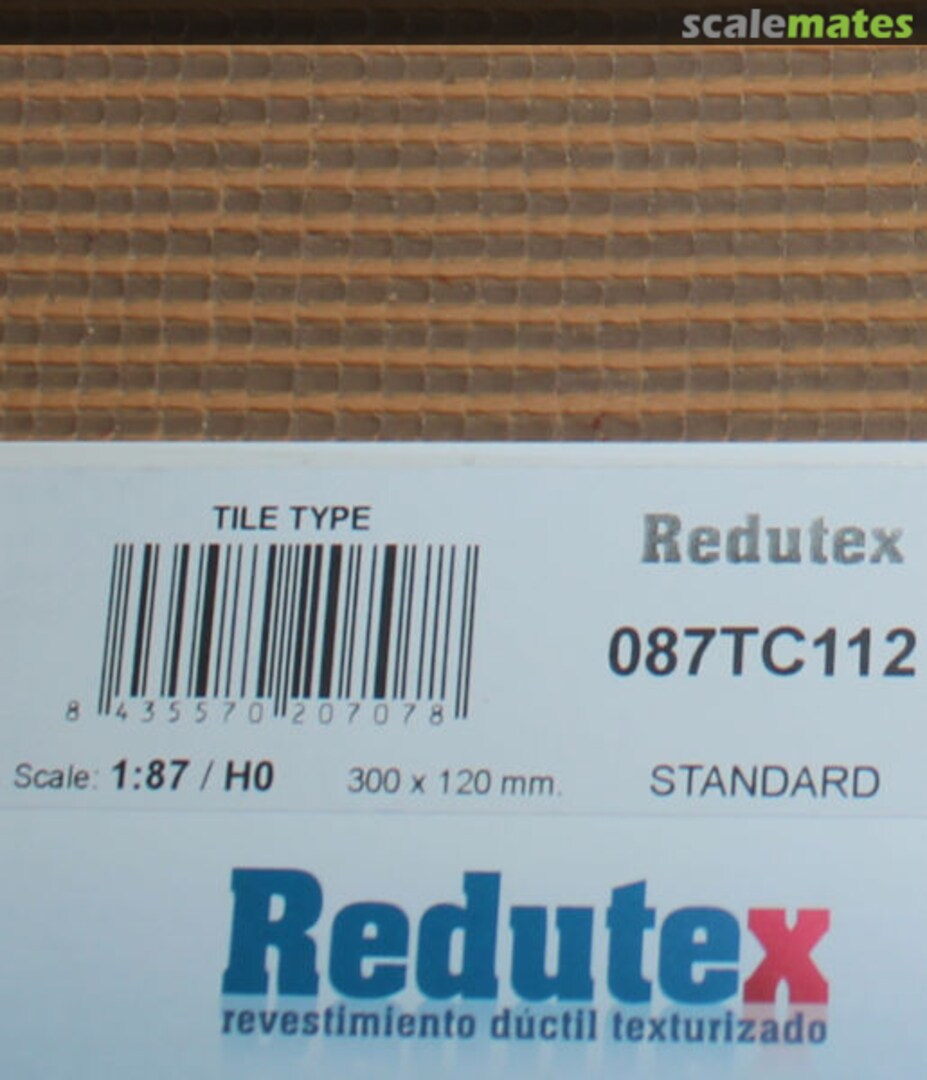 scalemates
TILE TYPE
Redutex
087TC112
8 435570 207078
Scale: 1:87 / H0
300 x 120 mm.
STANDARD
Redutex
revestimiento dúctil texturizado